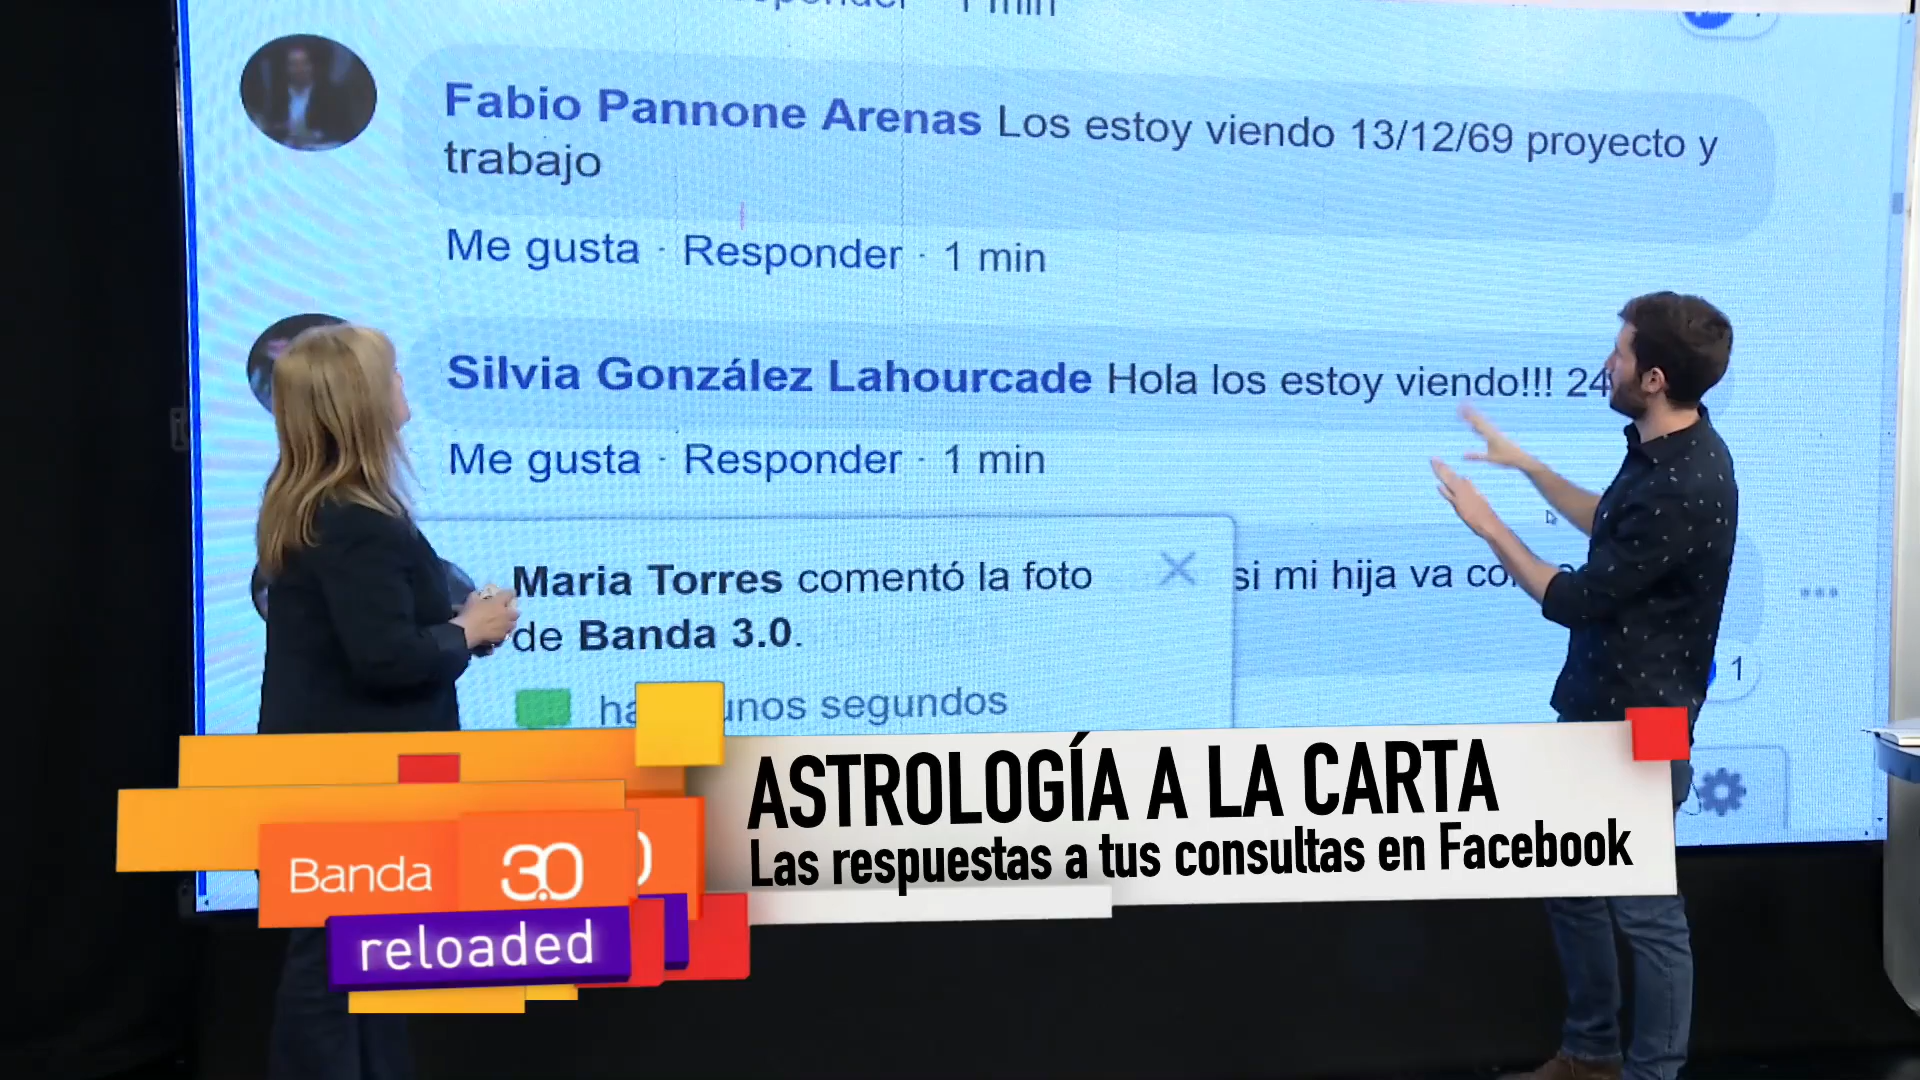 Responder · 1 min
Fabio Pannone Arenas Los estoy viendo 13/12/69 proyecto y
trabajo
Me gusta · Responder · 1 min
Silvia González Lahourcade Hola los estoy viendo!!! 24
Me gusta · Responder · 1 min
Maria Torres comentó la foto
de Banda 3.0.
si mi hija va
1
unos segundos
ASTROLOGÍA A LA CARTA
Las respuestas a tus consultas en Facebook
Banda 3.0
reloaded